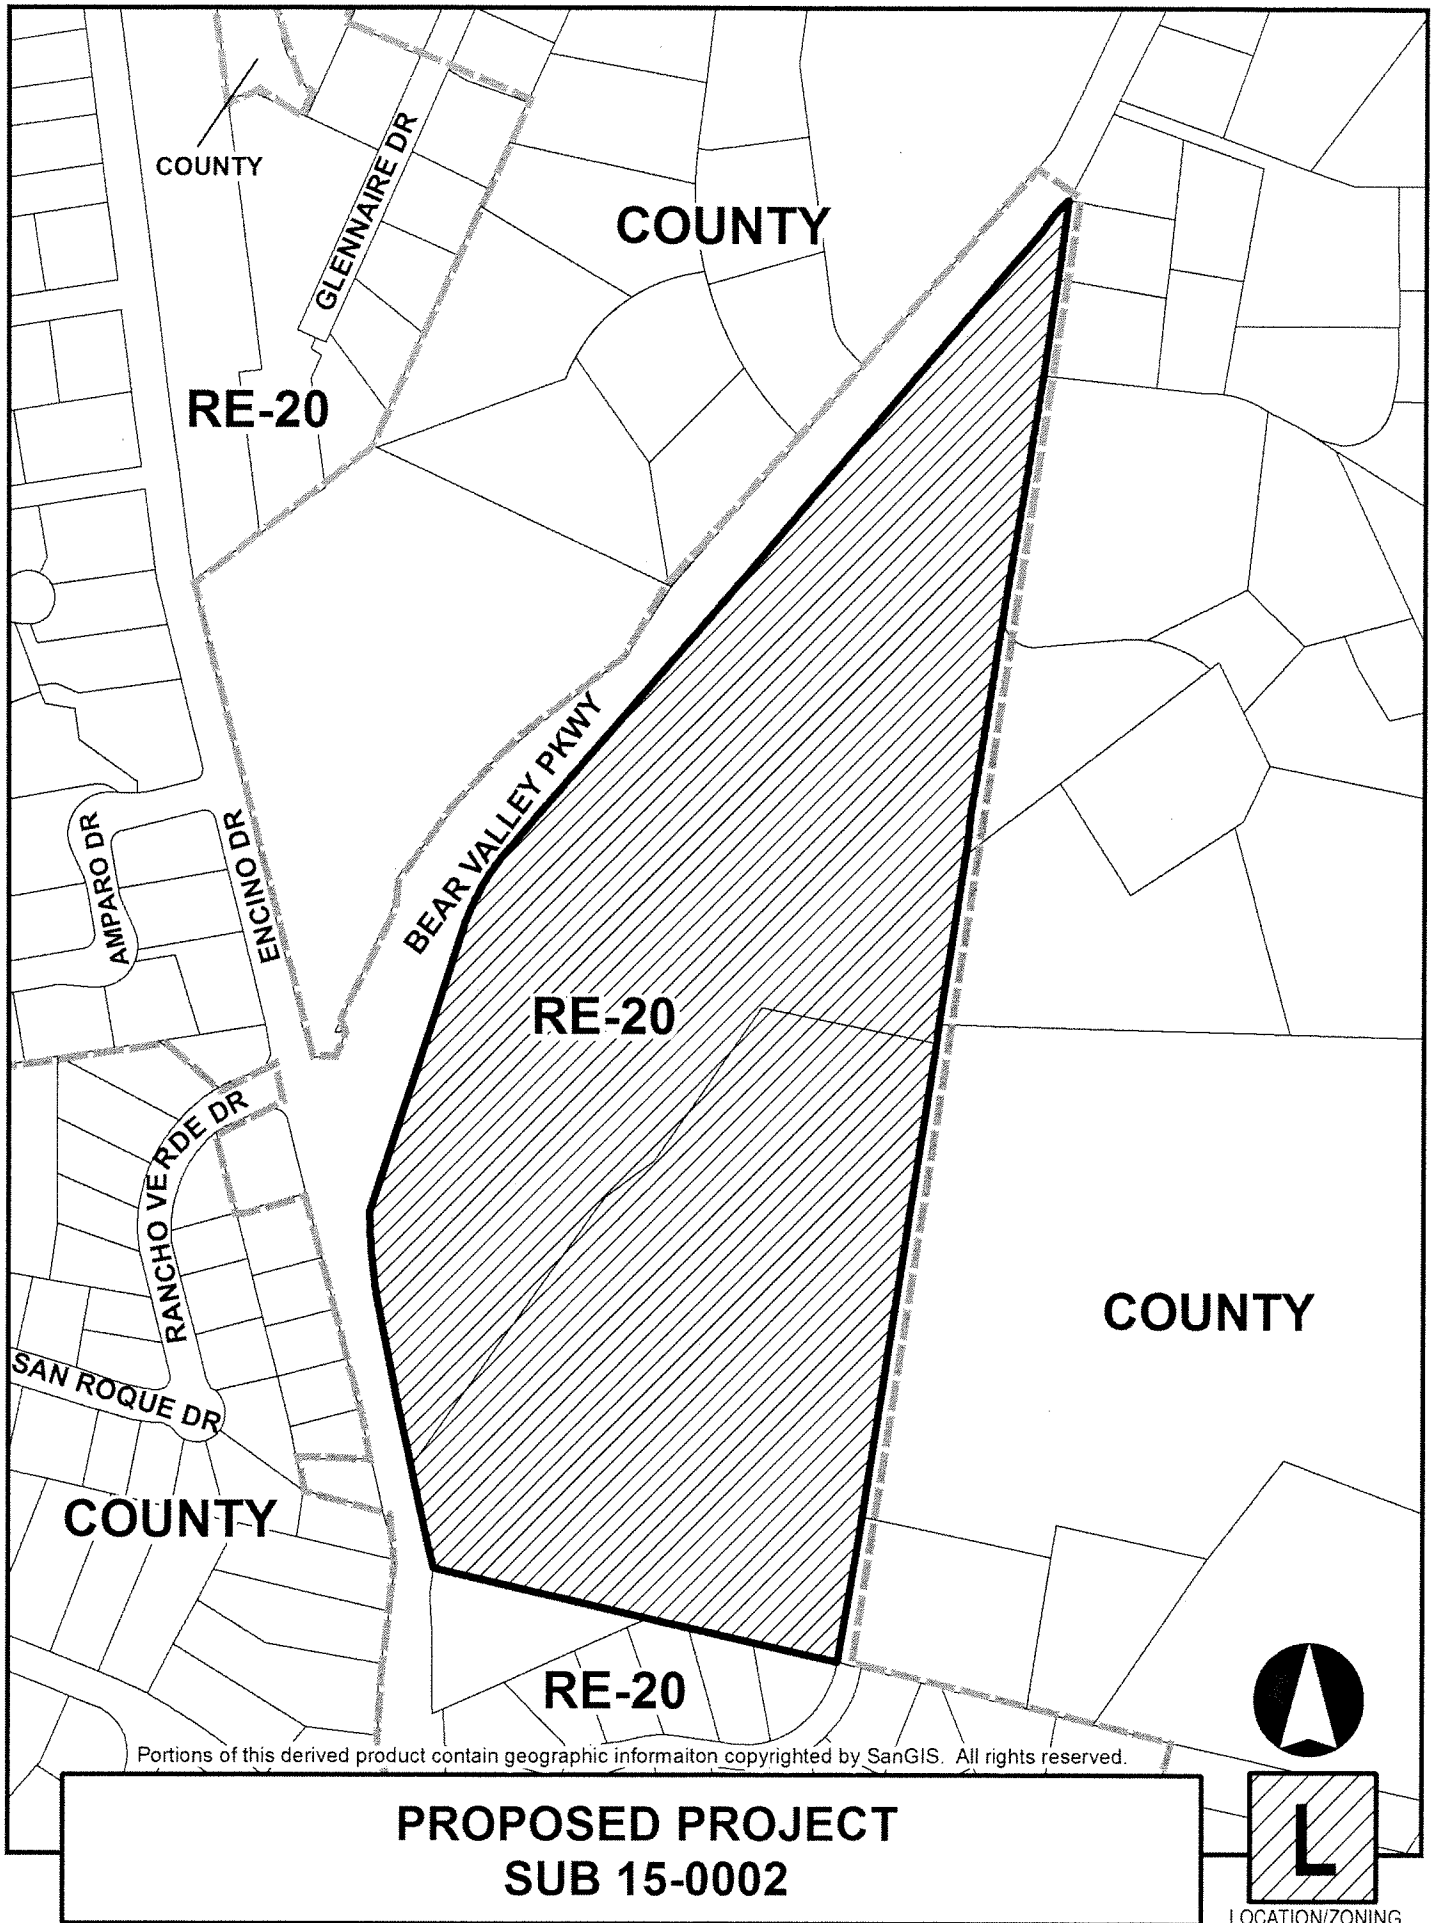 COUNTY
GLENNAIRE DR
COUNTY
RE-20
BEAR VALLEY PKWY
AMPARO DR
ENCINO DR
RE-20
RANCHO VERDE DR
COUNTY
SAN ROQUE DR
COUNTY
RE-20
Portions of this derived product contain geographic informaiton copyrighted by SanGIS. All rights reserved.
PROPOSED PROJECT
SUB 15-0002
L
LOCATION/ZONING